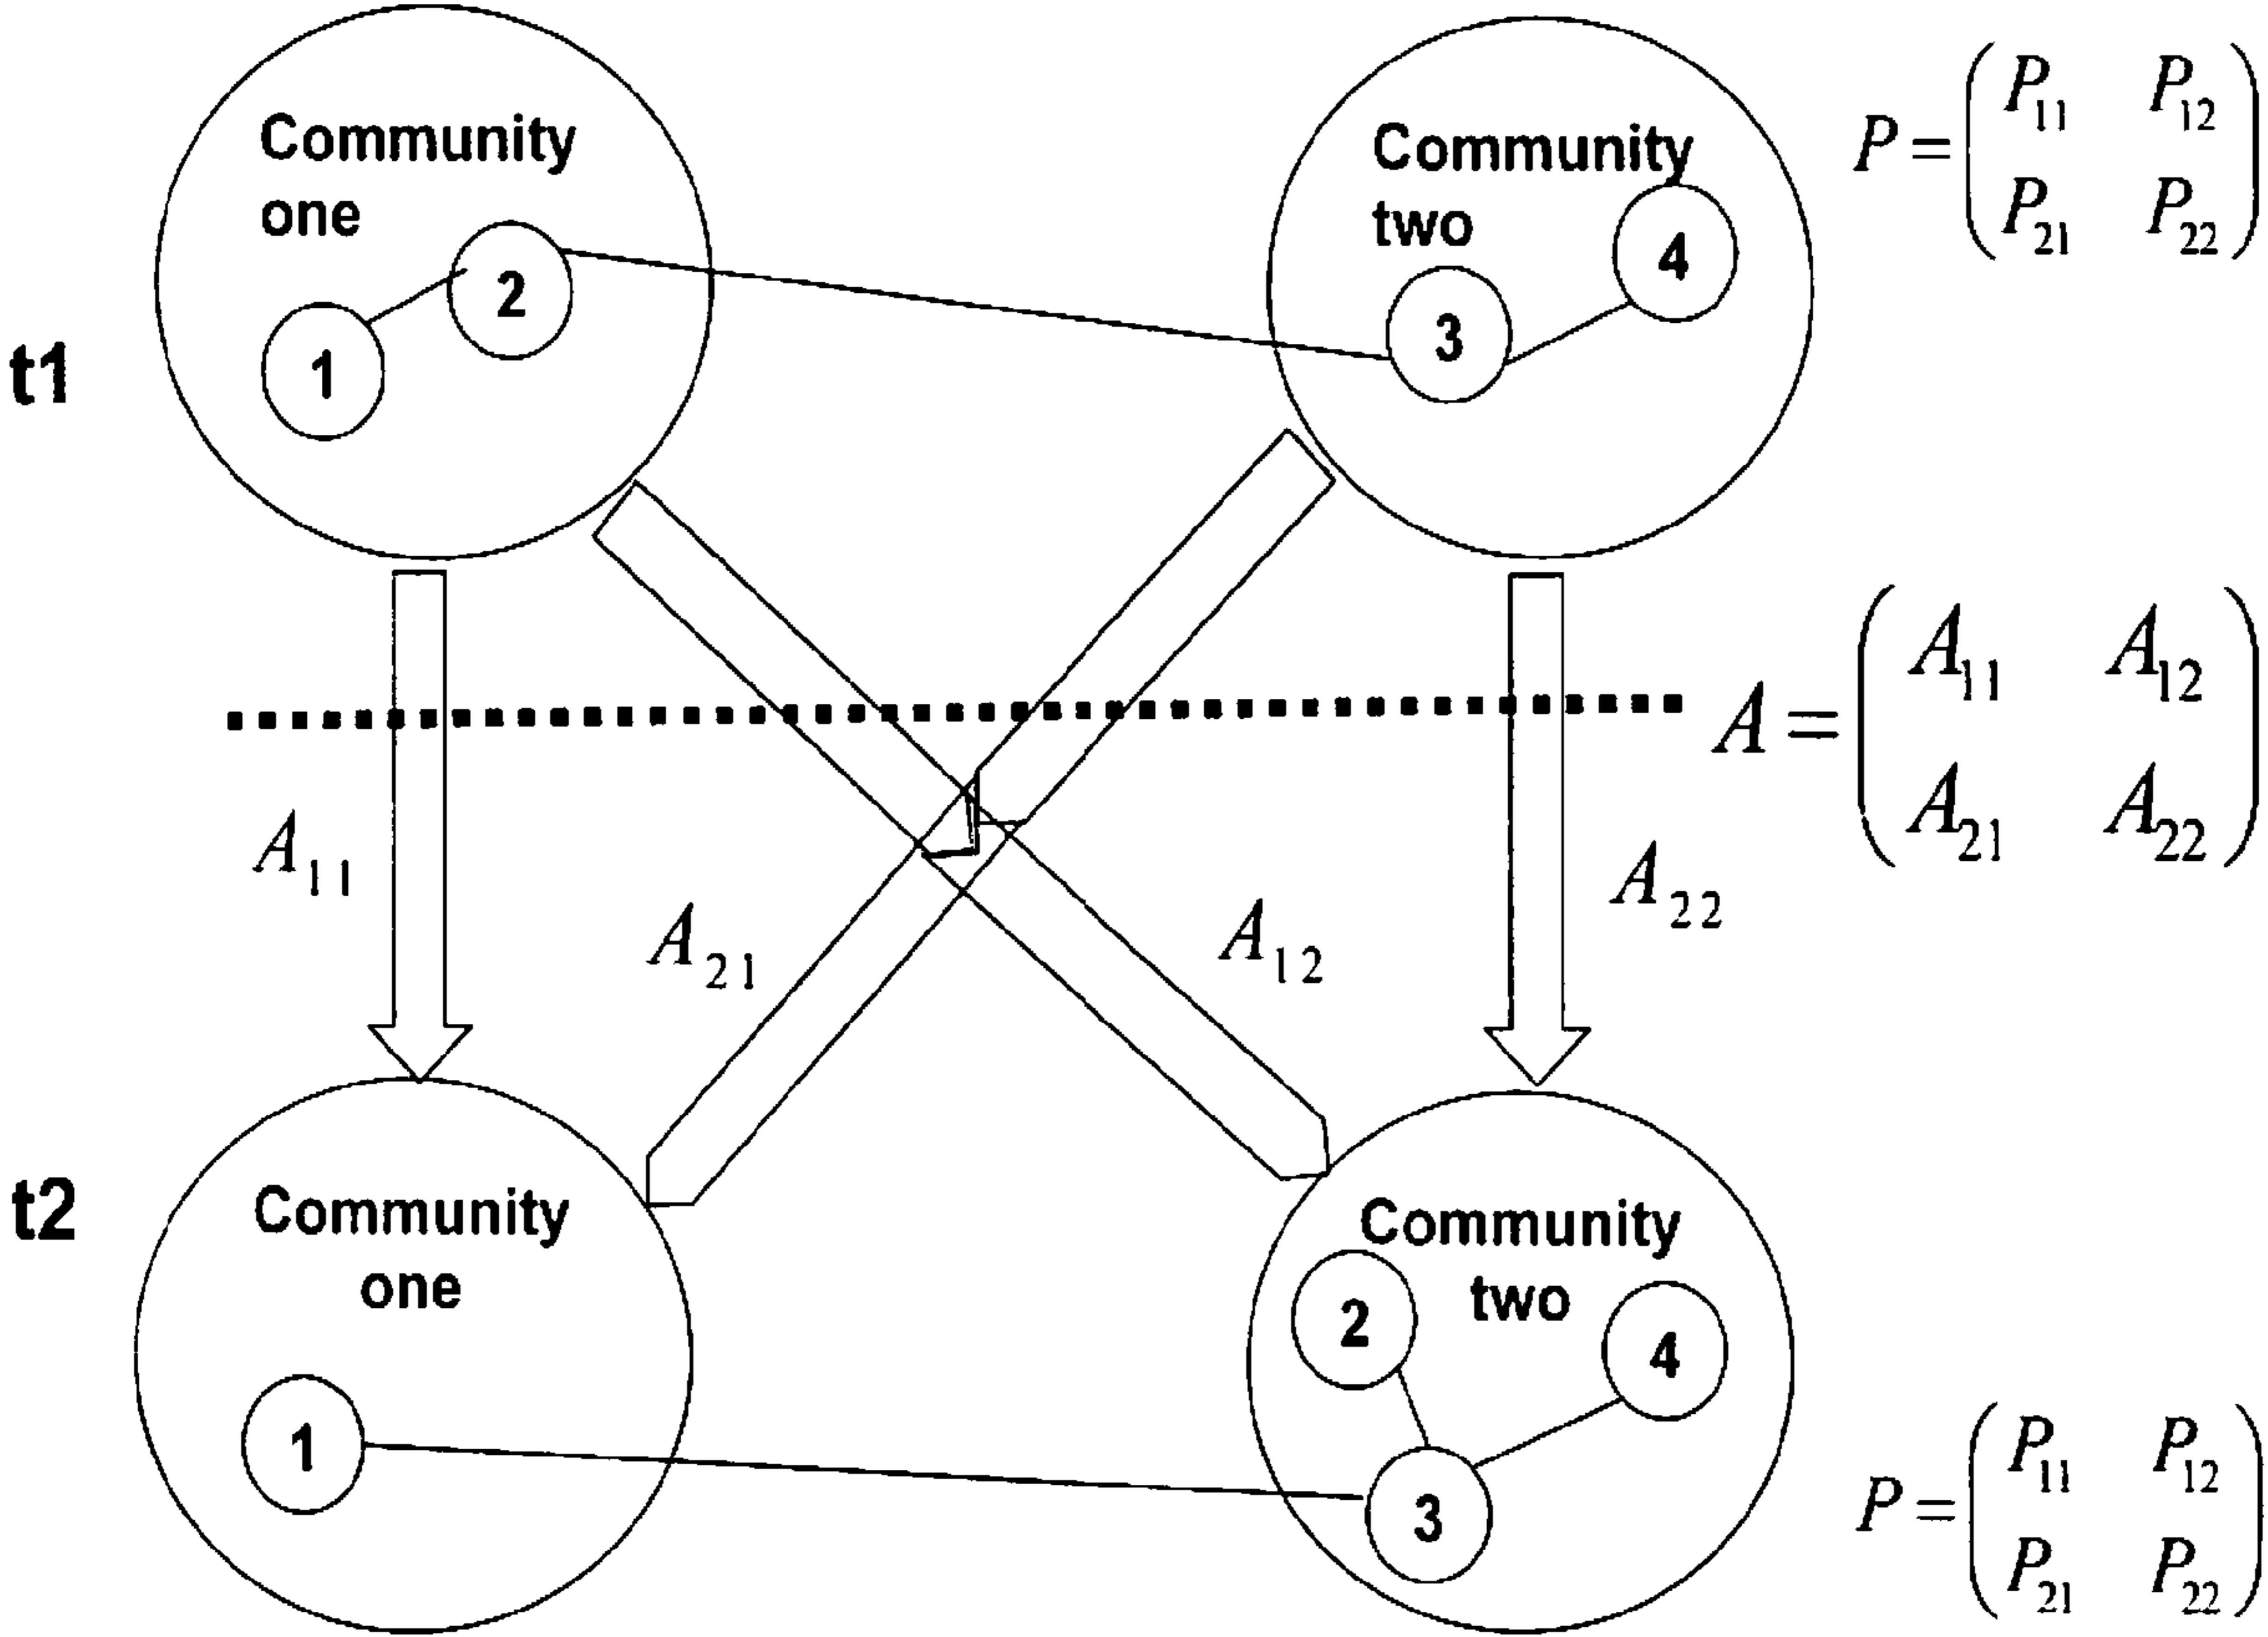 Community
one
1
2
Community
two
3
4
P = ( P11 P12
P21 P22 )
t1
A = ( A11 A12
A21 A22 )
A11
A21
A12
A22
t2
Community
one
1
Community
two
2
4
3
P = ( P11 P12
P21 P22 )